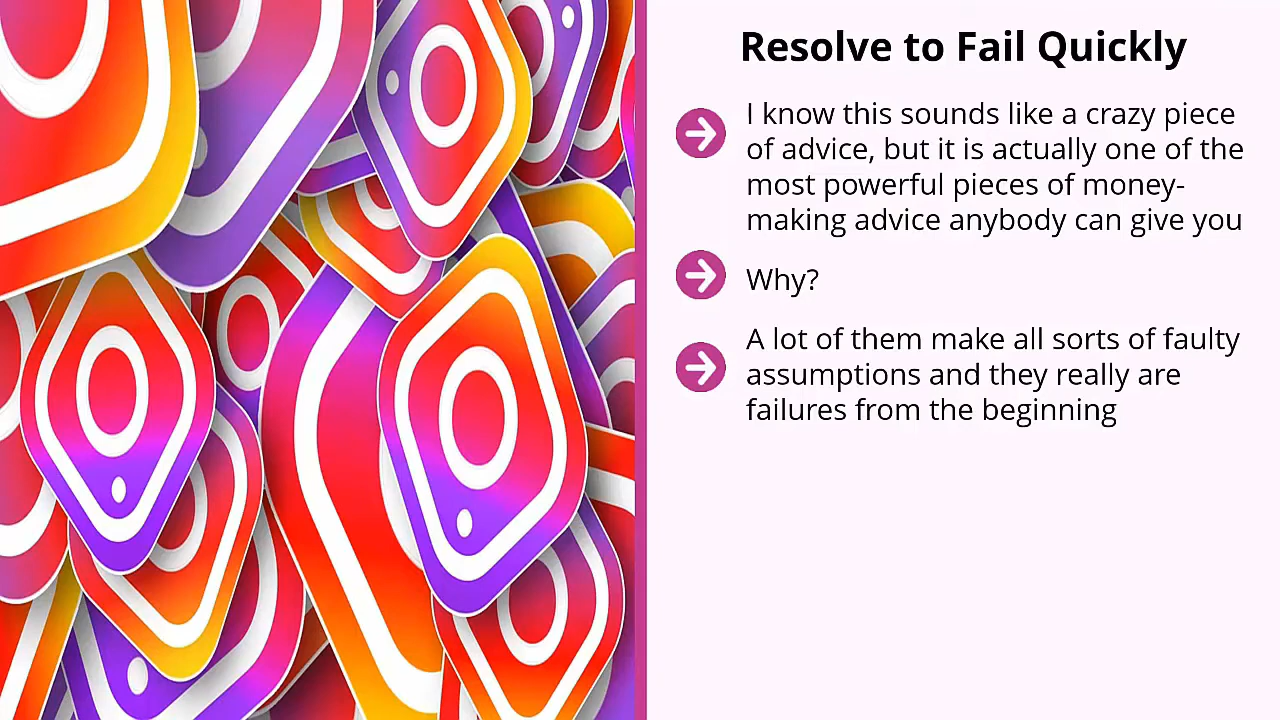 Resolve to Fail Quickly
I know this sounds like a crazy piece
of advice, but it is actually one of the
most powerful pieces of money-
making advice anybody can give you
Why?
A lot of them make all sorts of faulty
assumptions and they really are
failures from the beginning